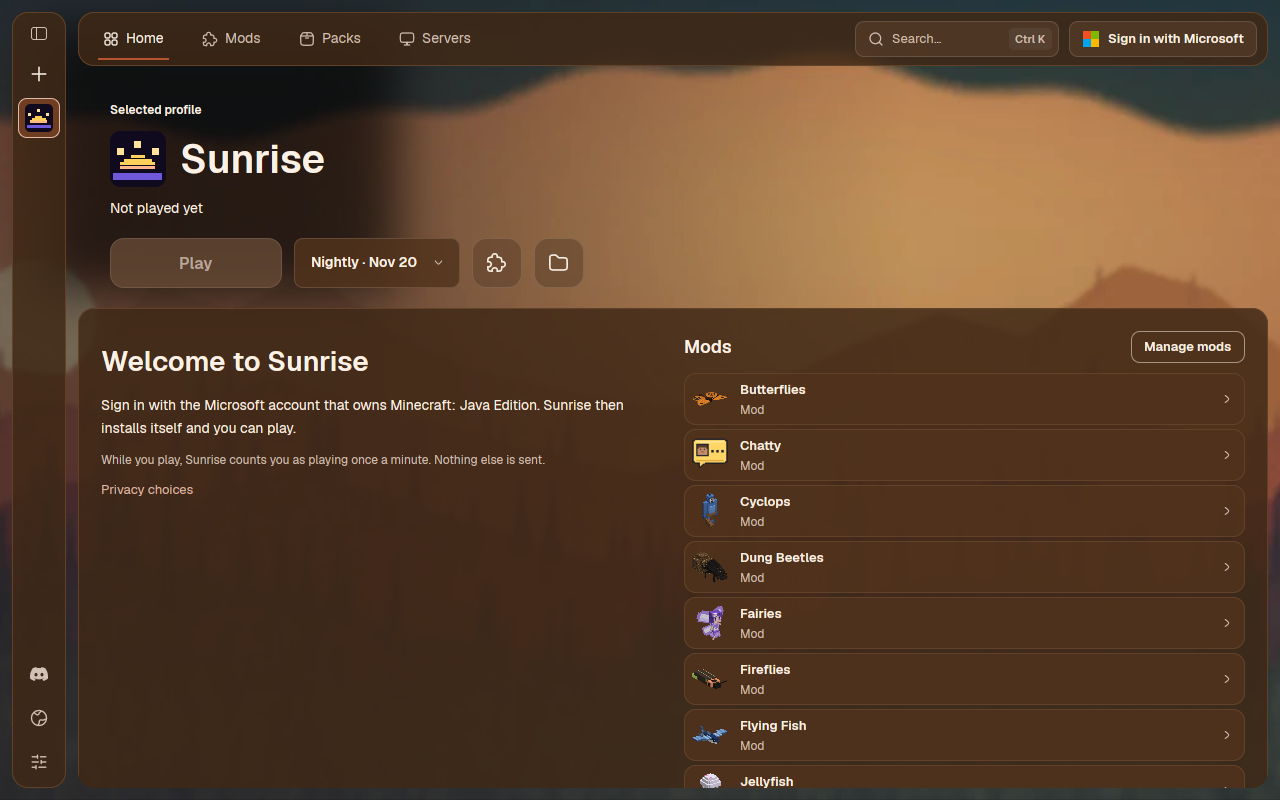 Home
Mods
Packs
Servers
Search...
Ctrl K
Sign in with Microsoft
Selected profile
Sunrise
Not played yet
Play
Nightly · Nov 20
Welcome to Sunrise
Sign in with the Microsoft account that owns Minecraft: Java Edition. Sunrise then
installs itself and you can play.
While you play, Sunrise counts you as playing once a minute. Nothing else is sent.
Privacy choices
Mods
Manage mods
Butterflies
Mod
Chatty
Mod
Cyclops
Mod
Dung Beetles
Mod
Fairies
Mod
Fireflies
Mod
Flying Fish
Mod
Jellyfish